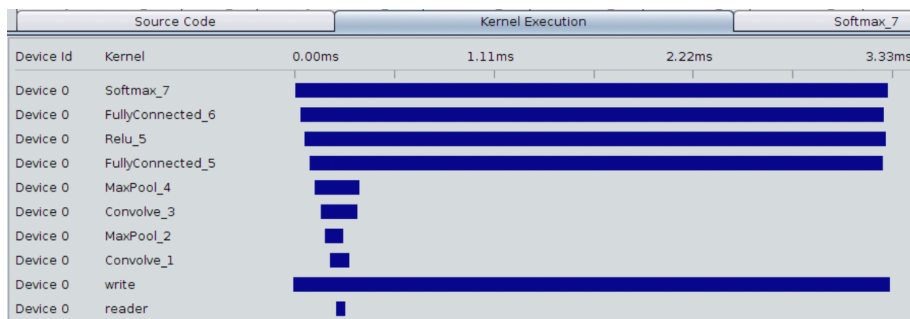 Source Code Kernel Execution Softmax_7
Device Id Kernel 0.00ms 1.11ms 2.22ms 3.33ms
Device 0 Softmax_7
Device 0 FullyConnected_6
Device 0 Relu_5
Device 0 FullyConnected_5
Device 0 MaxPool_4
Device 0 Convolve_3
Device 0 MaxPool_2
Device 0 Convolve_1
Device 0 write
Device 0 reader